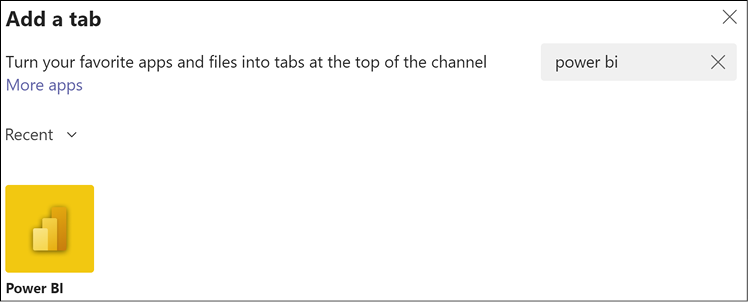 Add a tab
Turn your favorite apps and files into tabs at the top of the channel
power bi
More apps
Recent
Power BI